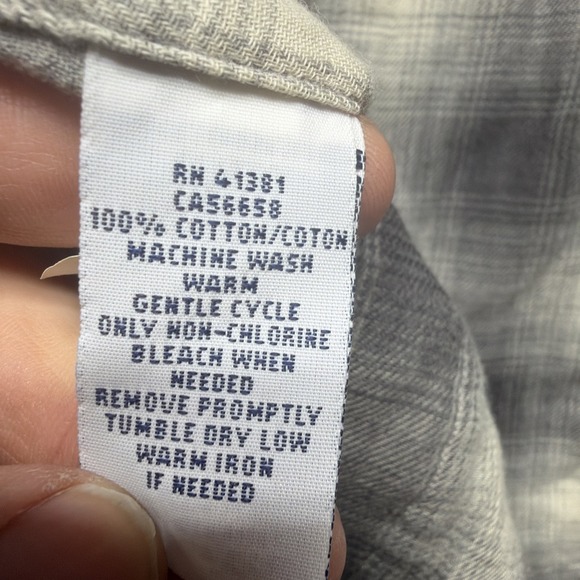 RN 41381
CA56658
100% COTTON/COTON
MACHINE WASH
WARM
GENTLE CYCLE
ONLY NON-CHLORINE
BLEACH WHEN
NEEDED
REMOVE PROMPTLY
TUMBLE DRY LOW
WARM IRON
IF NEEDED